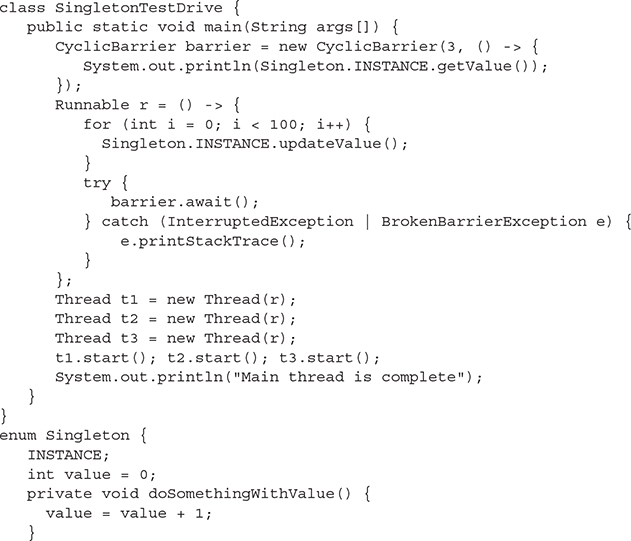 class SingletonTestDrive {
   public static void main(String args[]) {
      CyclicBarrier barrier = new CyclicBarrier(3, () -> {
         System.out.println(Singleton.INSTANCE.getValue());
      });
      Runnable r = () -> {
         for (int i = 0; i < 100; i++) {
           Singleton.INSTANCE.updateValue();
         }
         try {
            barrier.await();
         } catch (InterruptedException | BrokenBarrierException e) {
             e.printStackTrace();
         }
      };
      Thread t1 = new Thread(r);
      Thread t2 = new Thread(r);
      Thread t3 = new Thread(r);
      t1.start(); t2.start(); t3.start();
      System.out.println("Main thread is complete");
   }
}
enum Singleton {
   INSTANCE;
   int value = 0;
   private void doSomethingWithValue() {
     value = value + 1;
   }